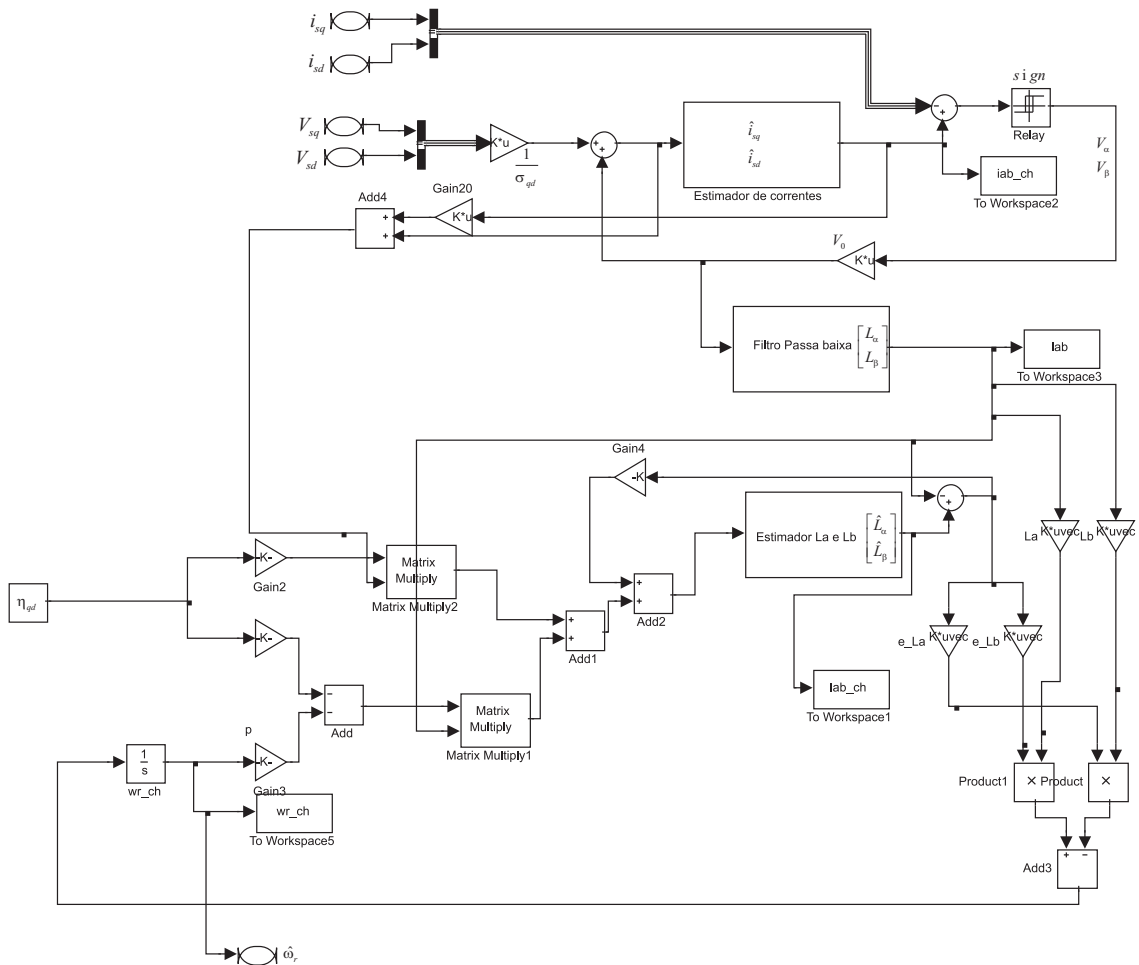 i_sq
i_sd
sign
Relay
V_sq
V_sd
K*u
1/σ_qd
+
+
î_sq
î_sd
Estimador de correntes
−
+
V_α
V_β
iab_ch
To Workspace2
Add4
+
+
Gain20
K*u
V_0
K*u
Filtro Passa baixa [L_α L_β]
lab
To Workspace3
Gain4
-K
−
+
Estimador La e Lb [L̂_α L̂_β]
La
K*uvec
Lb
K*uvec
-K-
Gain2
Matrix
Multiply
Matrix Multiply2
η_qd
-K-
+
+
Add2
+
+
Add1
e_La
K*uvec
e_Lb
K*uvec
lab_ch
To Workspace1
−
−
Add
Matrix
Multiply
Matrix Multiply1
p
1/s
wr_ch
-K-
Gain3
wr_ch
To Workspace5
Product1
×
Product
×
+
−
Add3
ω̂_r